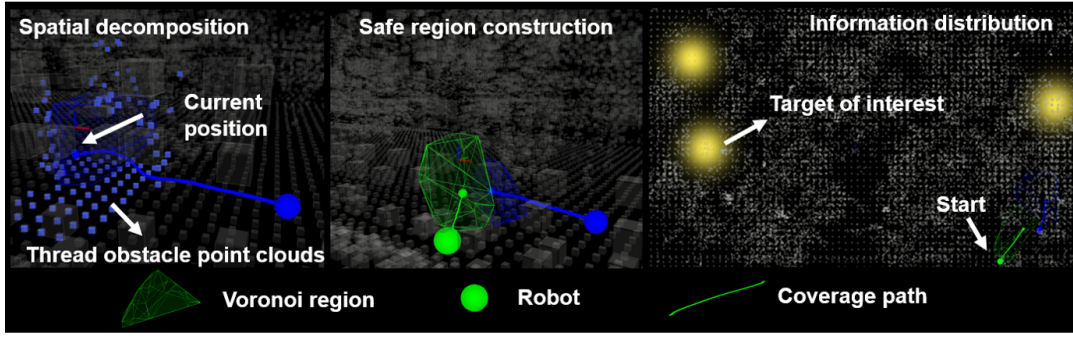 Spatial decomposition
Current
position
Thread obstacle point clouds
Safe region construction
Information distribution
Target of interest
Start
Voronoi region
Robot
Coverage path